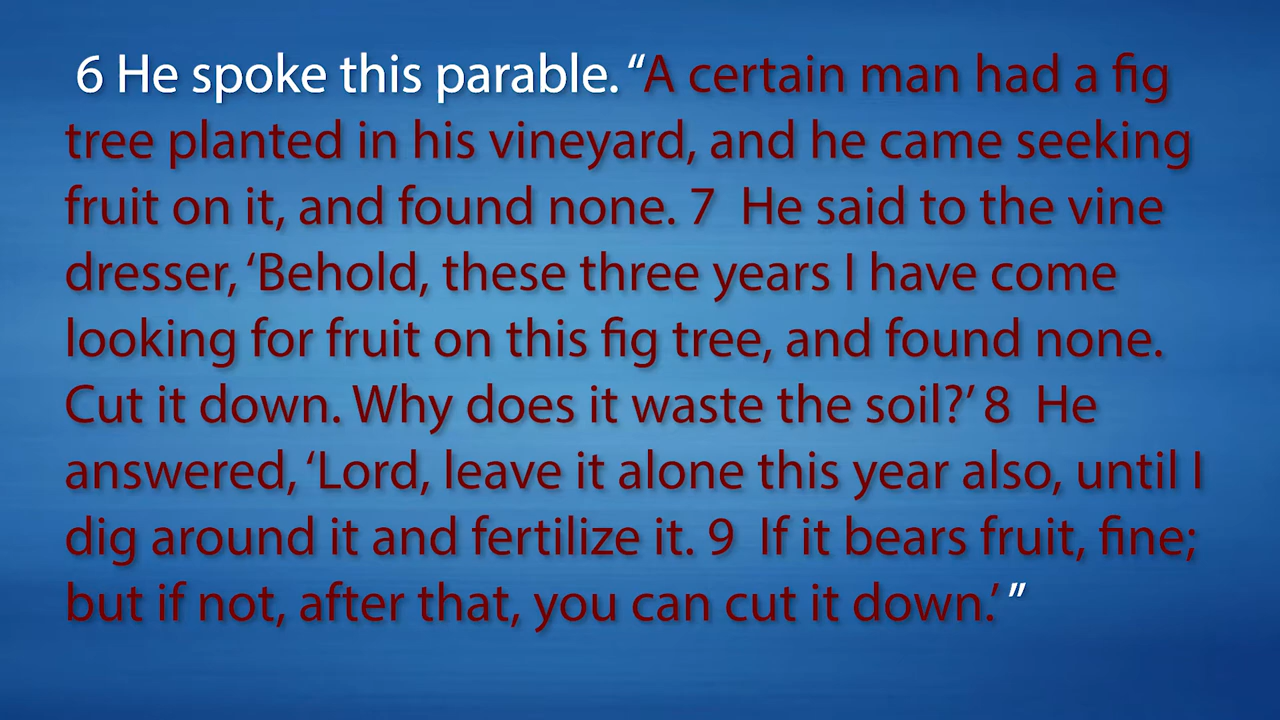 6 He spoke this parable. “A certain man had a fig
tree planted in his vineyard, and he came seeking
fruit on it, and found none. 7 He said to the vine
dresser, ‘Behold, these three years I have come
looking for fruit on this fig tree, and found none.
Cut it down. Why does it waste the soil?’ 8 He
answered, ‘Lord, leave it alone this year also, until I
dig around it and fertilize it. 9 If it bears fruit, fine;
but if not, after that, you can cut it down.’ ”